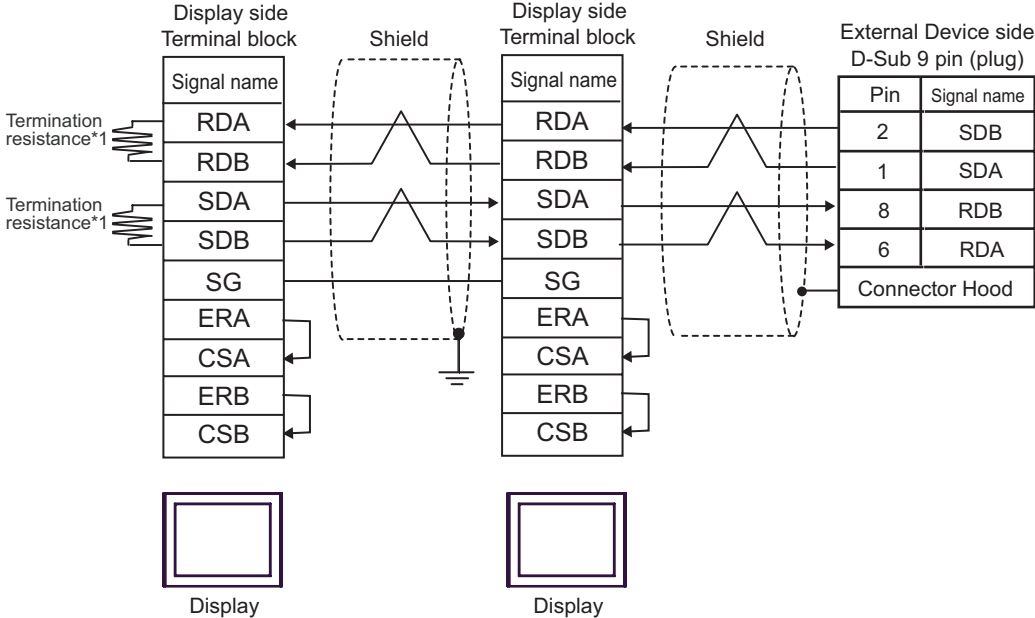 Display side
Terminal block
Shield
Display side
Terminal block
Shield
External Device side
D-Sub 9 pin (plug)
Termination
resistance*1
Termination
resistance*1
Signal name
RDA
RDB
SDA
SDB
SG
ERA
CSA
ERB
CSB
Signal name
RDA
RDB
SDA
SDB
SG
ERA
CSA
ERB
CSB
Pin Signal name
2 SDB
1 SDA
8 RDB
6 RDA
Connector Hood
Display
Display